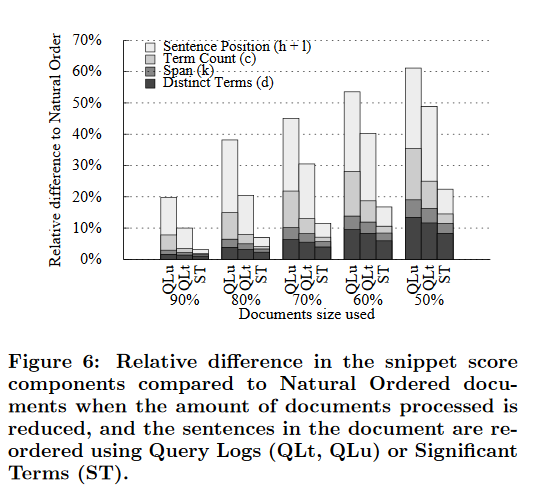 70%
60%
50%
40%
30%
20%
10%
0%
Relative difference to Natural Order
Sentence Position (h + l)
Term Count (c)
Span (k)
Distinct Terms (d)
QLu QLt ST QLu QLt ST QLu QLt ST QLu QLt ST QLu QLt ST
90% 80% 70% 60% 50%
Documents size used
Figure 6: Relative difference in the snippet score
components compared to Natural Ordered docu-
ments when the amount of documents processed is
reduced, and the sentences in the document are re-
ordered using Query Logs (QLt, QLu) or Significant
Terms (ST).